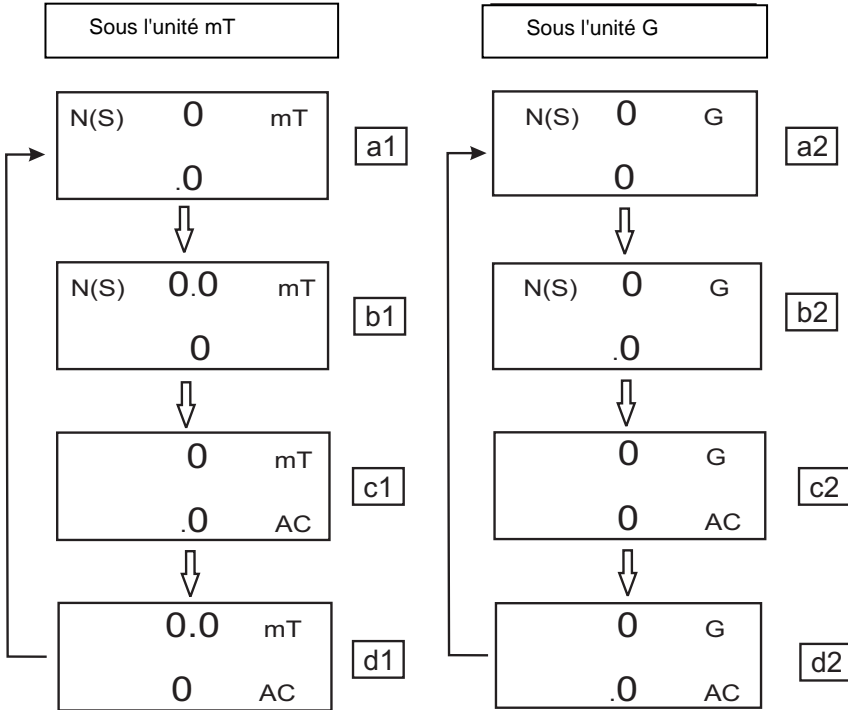 Sous l'unité mT
N(S) 0 mT
.0
a1
N(S) 0.0 mT
0
b1
0 mT
.0 AC
c1
0.0 mT
0 AC
d1
Sous l'unité G
N(S) 0 G
0
a2
N(S) 0 G
.0
b2
0 G
0 AC
c2
0 G
.0 AC
d2